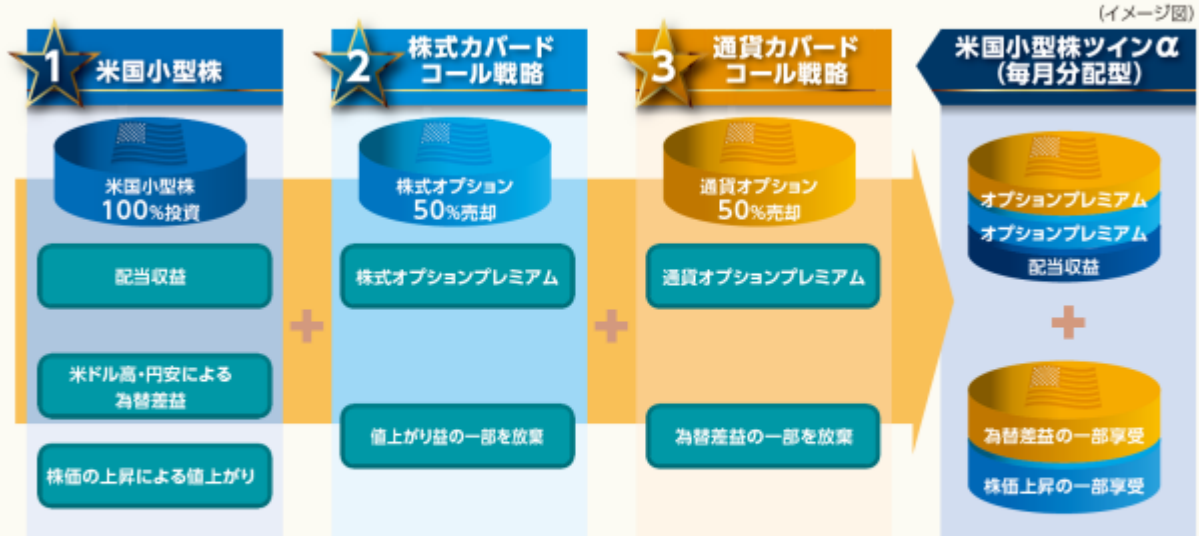 (イメージ図)
1 米国小型株
米国小型株
100%投資
配当収益
米ドル高・円安による
為替差益
株価の上昇による値上がり
+
2 株式カバード
コール戦略
株式オプション
50%売却
株式オプションプレミアム
値上がり益の一部を放棄
+
3 通貨カバード
コール戦略
通貨オプション
50%売却
通貨オプションプレミアム
為替差益の一部を放棄
米国小型株ツインα
(毎月分配型)
オプションプレミアム
オプションプレミアム
配当収益
+
為替差益の一部享受
株価上昇の一部享受